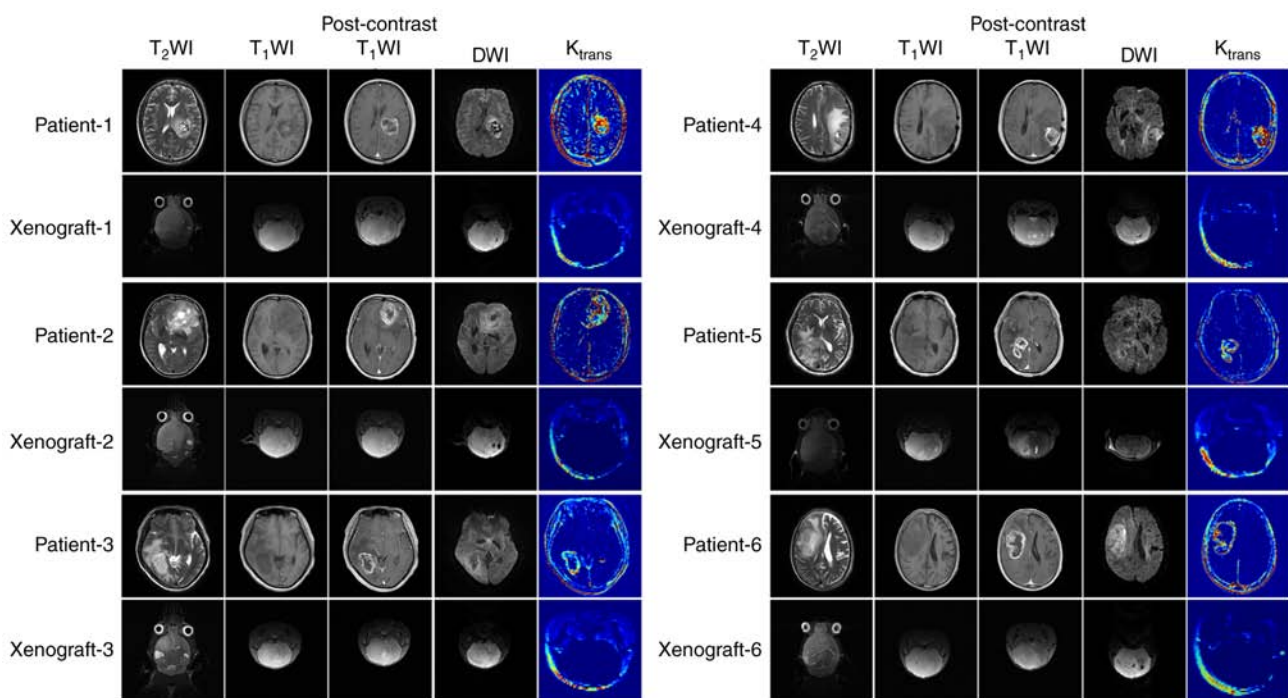 Post-contrast
T₂WI T₁WI T₁WI DWI Ktrans
Patient-1
Xenograft-1
Patient-2
Xenograft-2
Patient-3
Xenograft-3
Post-contrast
T₂WI T₁WI T₁WI DWI Ktrans
Patient-4
Xenograft-4
Patient-5
Xenograft-5
Patient-6
Xenograft-6